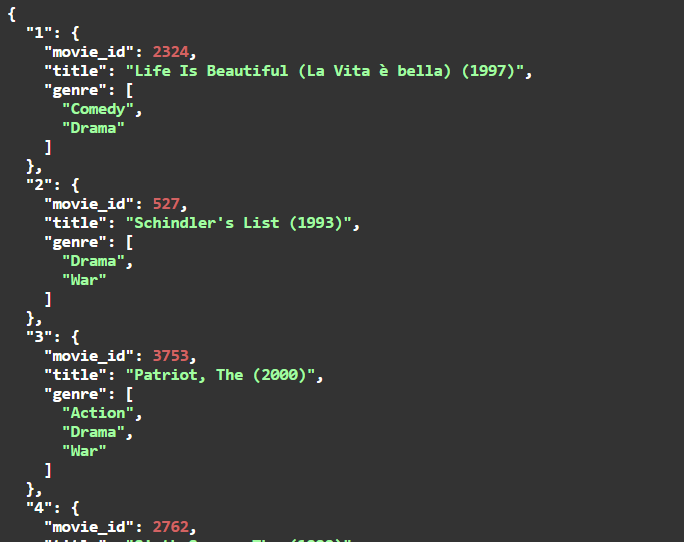 {
  "1": {
    "movie_id": 2324,
    "title": "Life Is Beautiful (La Vita è bella) (1997)",
    "genre": [
      "Comedy",
      "Drama"
    ]
  },
  "2": {
    "movie_id": 527,
    "title": "Schindler's List (1993)",
    "genre": [
      "Drama",
      "War"
    ]
  },
  "3": {
    "movie_id": 3753,
    "title": "Patriot, The (2000)",
    "genre": [
      "Action",
      "Drama",
      "War"
    ]
  },
  "4": {
    "movie_id": 2762,